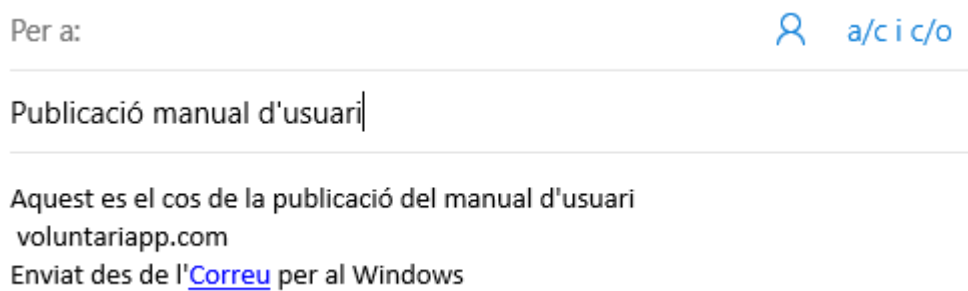 Per a:
a/c i c/o
Publicació manual d'usuari
Aquest es el cos de la publicació del manual d'usuari
voluntariapp.com
Enviat des de l'Correu per al Windows